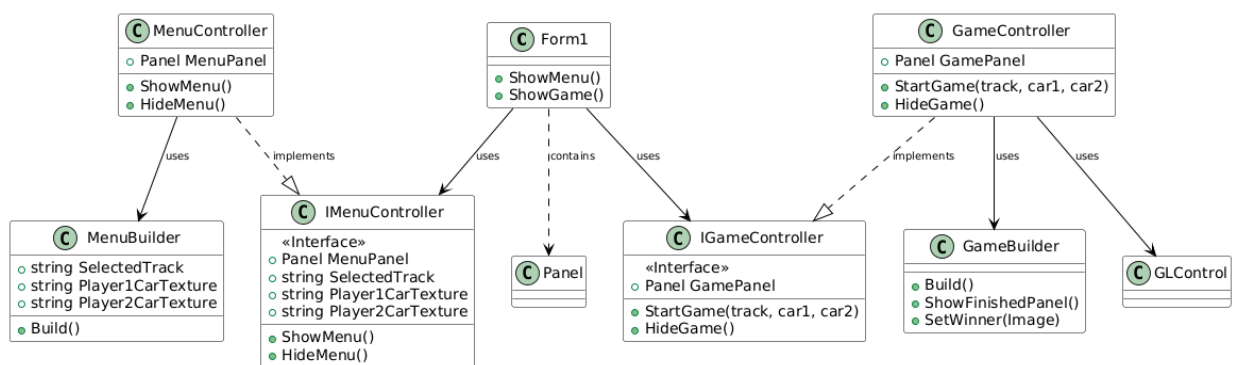 C MenuController
Panel MenuPanel
ShowMenu()
HideMenu()
C Form1
ShowMenu()
ShowGame()
C GameController
Panel GamePanel
StartGame(track, car1, car2)
HideGame()
uses
implements
uses
contains
uses
implements
uses
uses
C MenuBuilder
string SelectedTrack
string Player1CarTexture
string Player2CarTexture
Build()
C IMenuController
«Interface»
Panel MenuPanel
string SelectedTrack
string Player1CarTexture
string Player2CarTexture
ShowMenu()
HideMenu()
C Panel
C IGameController
«Interface»
Panel GamePanel
StartGame(track, car1, car2)
HideGame()
C GameBuilder
Build()
ShowFinishedPanel()
SetWinner(Image)
C GLControl